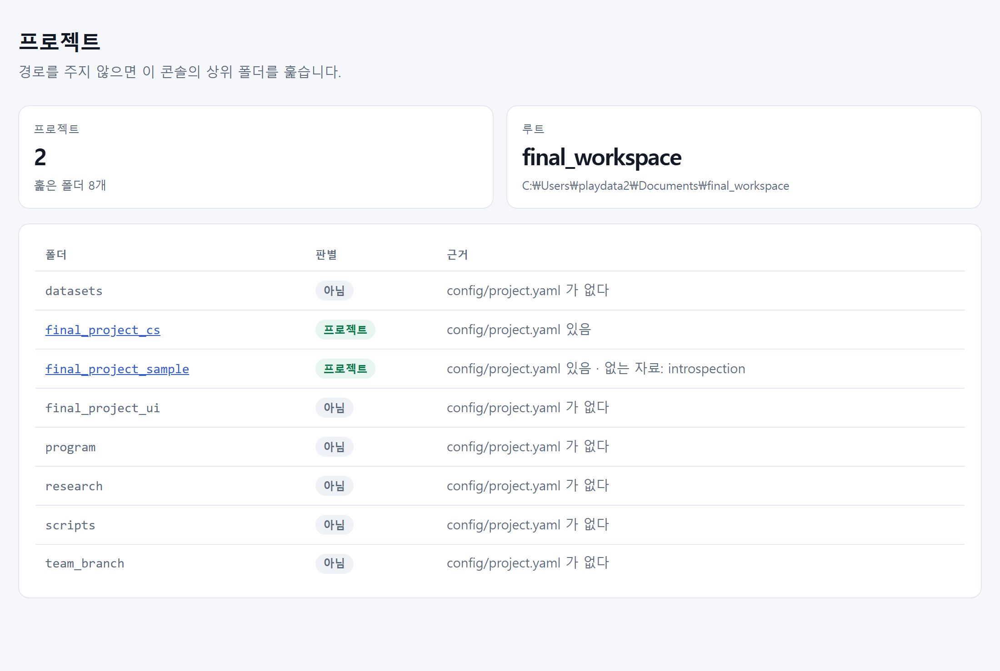 프로젝트
경로를 주지 않으면 이 콘솔의 상위 폴더를 훑습니다.
프로젝트
2
훑은 폴더 8개
루트
final_workspace
C:₩Users₩playdata2₩Documents₩final_workspace
폴더 판별 근거
datasets 아님 config/project.yaml 가 없다
final_project_cs 프로젝트 config/project.yaml 있음
final_project_sample 프로젝트 config/project.yaml 있음 · 없는 자료: introspection
final_project_ui 아님 config/project.yaml 가 없다
program 아님 config/project.yaml 가 없다
research 아님 config/project.yaml 가 없다
scripts 아님 config/project.yaml 가 없다
team_branch 아님 config/project.yaml 가 없다